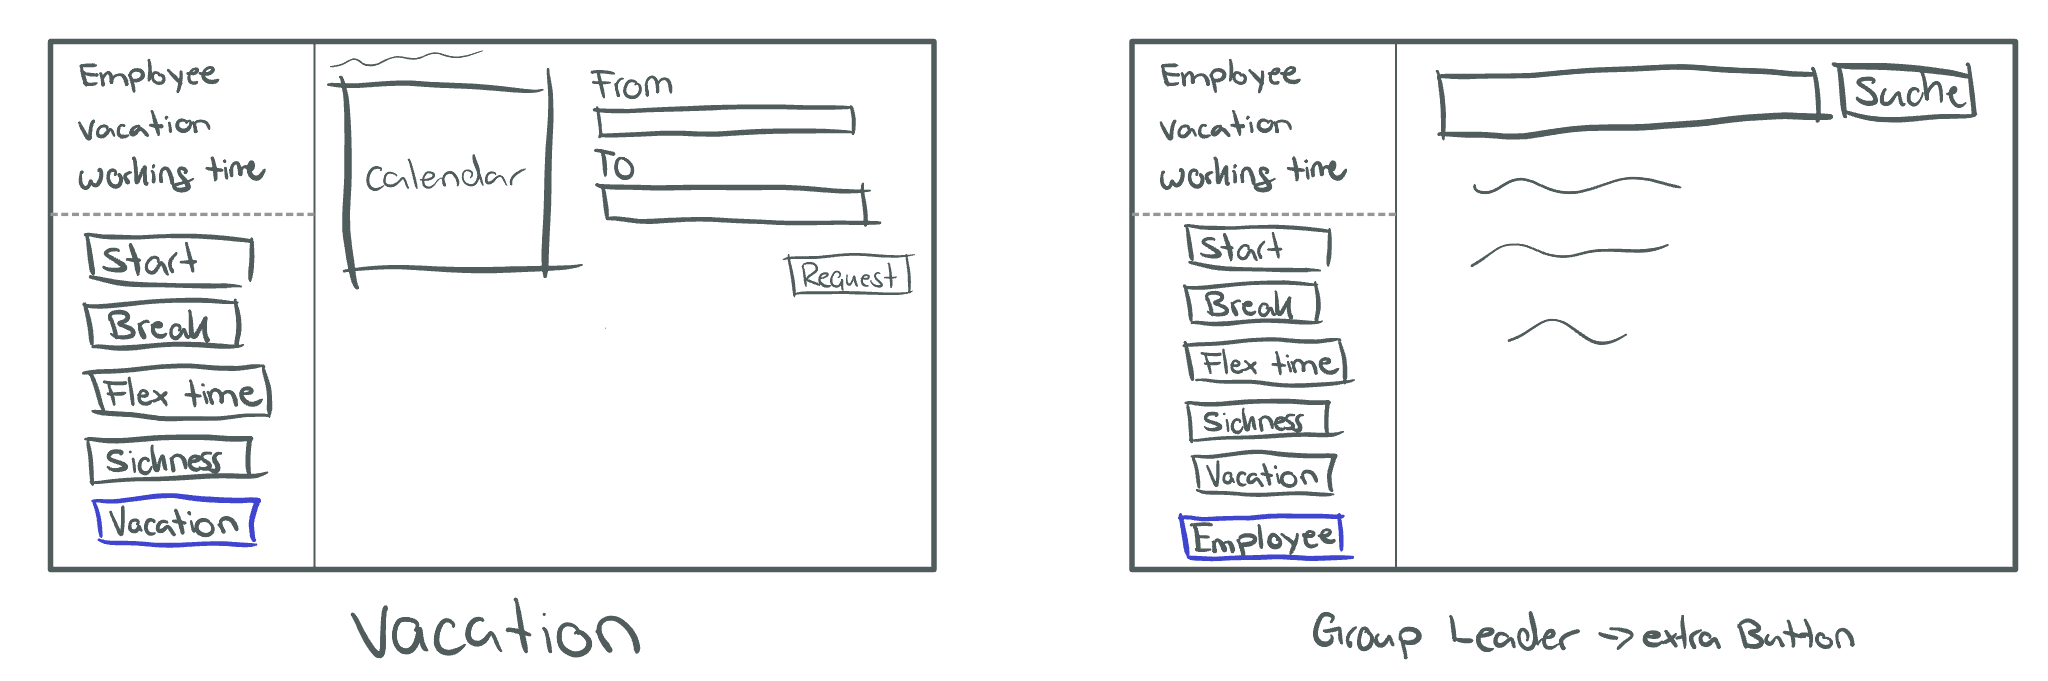 Employee
Vacation
Working time
Start
Break
Flex time
Sickness
Vacation
Calendar
From
To
Request
Vacation
Employee
Vacation
Working time
Start
Break
Flex time
Sickness
Vacation
Employee
Suche
Group Leader -> extra Button